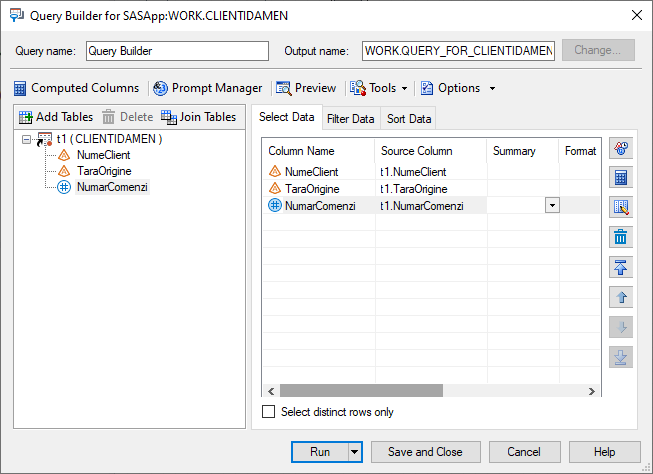 Query Builder for SASApp:WORK.CLIENTIDAMEN
Query name: Query Builder Output name: WORK.QUERY_FOR_CLIENTIDAMEN Change...
Computed Columns Prompt Manager Preview Tools Options
Add Tables Delete Join Tables
t1 ( CLIENTIDAMEN )
NumeClient
TaraOrigine
NumarComenzi
Select Data Filter Data Sort Data
Column Name Source Column Summary Format
NumeClient t1.NumeClient
TaraOrigine t1.TaraOrigine
NumarComenzi t1.NumarComenzi
Select distinct rows only
Run Save and Close Cancel Help